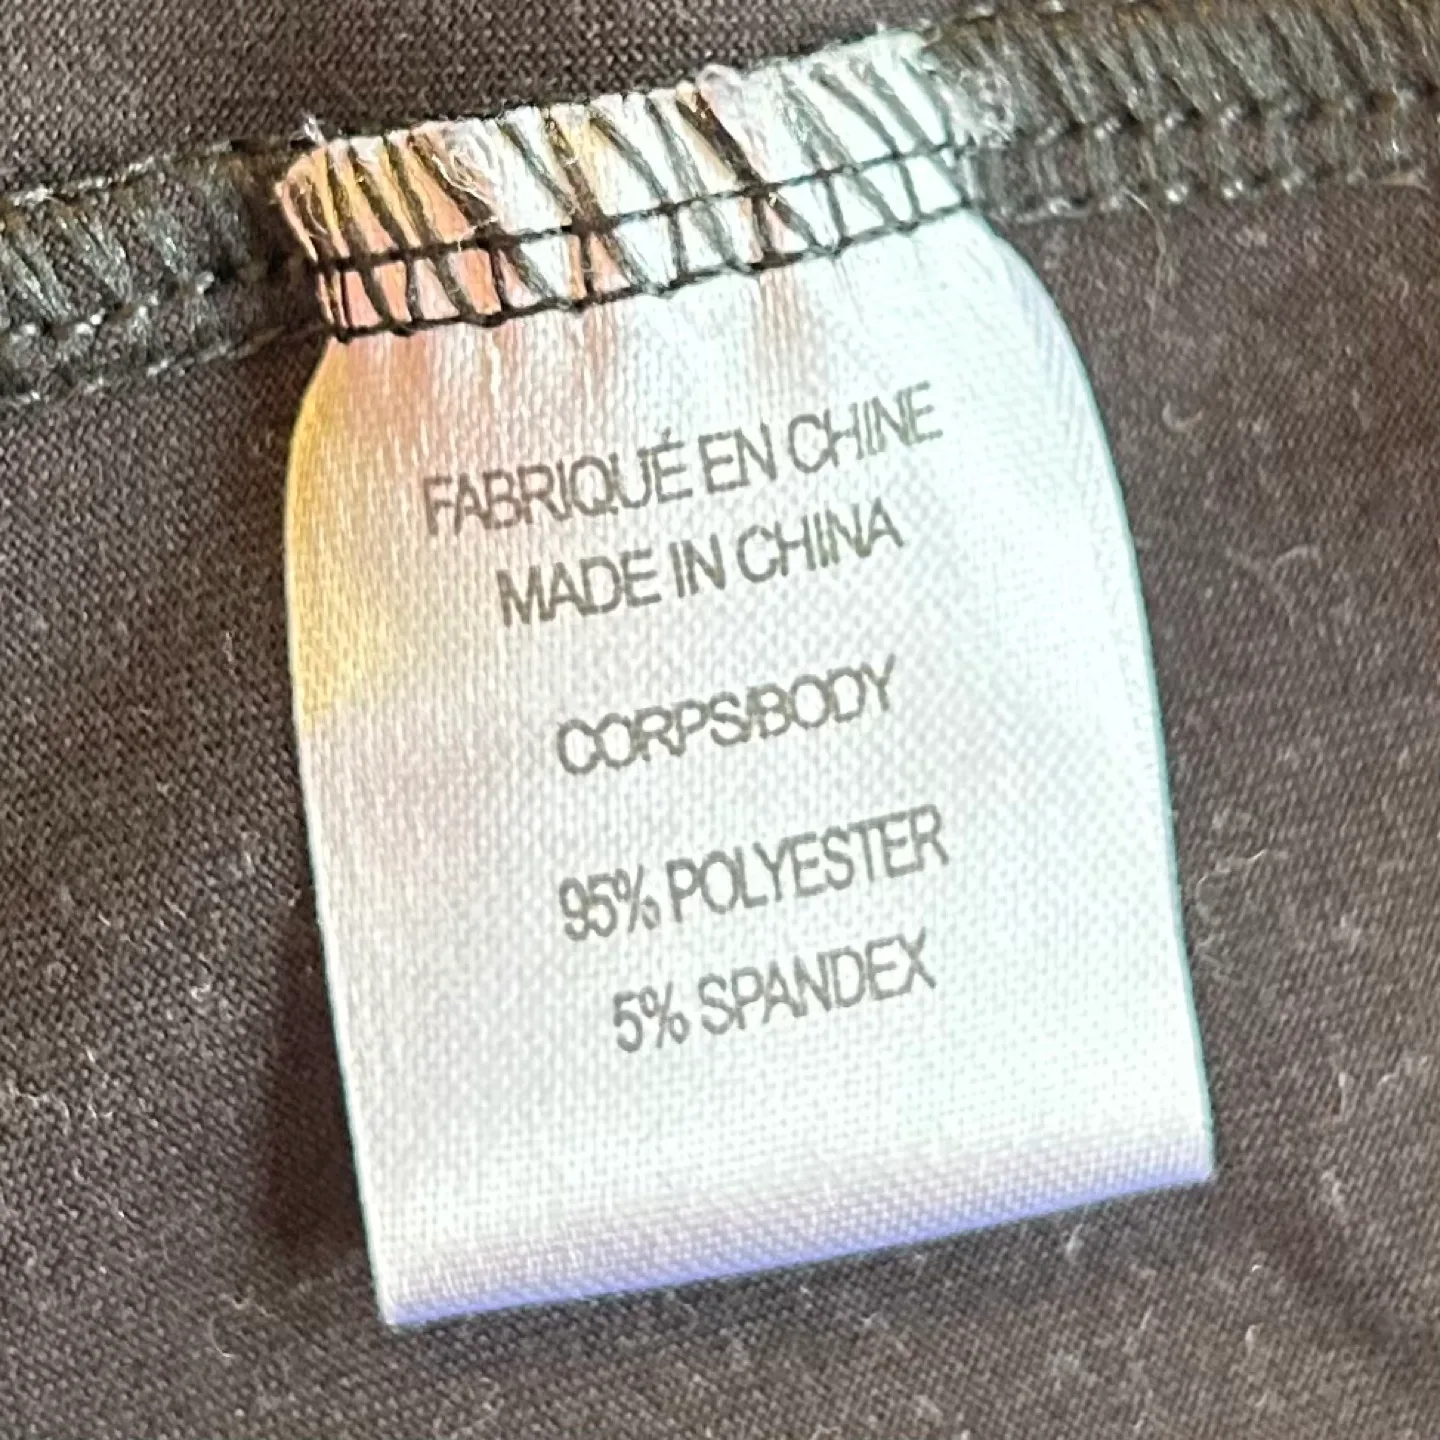 FABRIQUÉ EN CHINE
MADE IN CHINA
CORPS/BODY
95% POLYESTER
5% SPANDEX